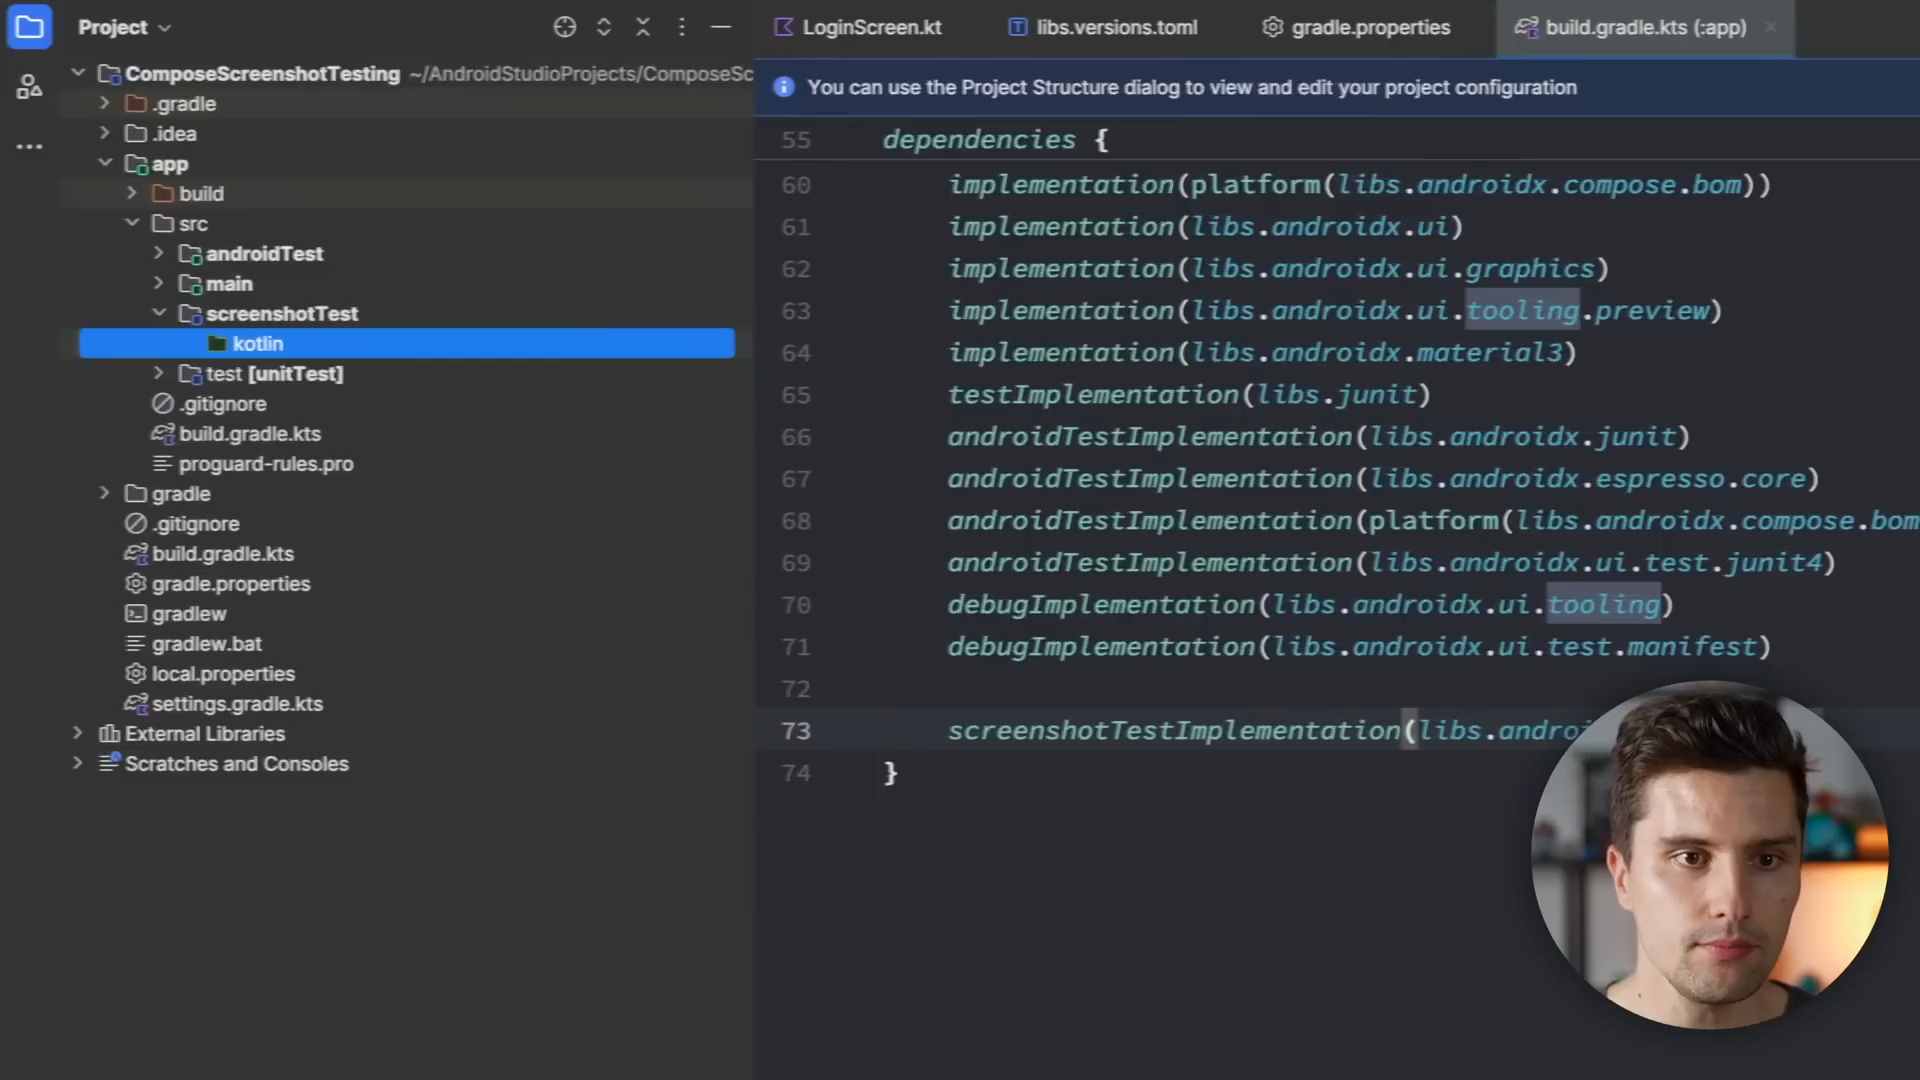 Project
ComposeScreenshotTesting ~/AndroidStudioProjects/ComposeSc
.gradle
.idea
app
build
src
androidTest
main
screenshotTest
kotlin
test [unitTest]
.gitignore
build.gradle.kts
proguard-rules.pro
gradle
.gitignore
build.gradle.kts
gradle.properties
gradlew
gradlew.bat
local.properties
settings.gradle.kts
External Libraries
Scratches and Consoles
LoginScreen.kt libs.versions.toml gradle.properties build.gradle.kts (:app)
You can use the Project Structure dialog to view and edit your project configuration
55 dependencies {
60 implementation(platform(libs.androidx.compose.bom))
61 implementation(libs.androidx.ui)
62 implementation(libs.androidx.ui.graphics)
63 implementation(libs.androidx.ui.tooling.preview)
64 implementation(libs.androidx.material3)
65 testImplementation(libs.junit)
66 androidTestImplementation(libs.androidx.junit)
67 androidTestImplementation(libs.androidx.espresso.core)
68 androidTestImplementation(platform(libs.androidx.compose.bom
69 androidTestImplementation(libs.androidx.ui.test.junit4)
70 debugImplementation(libs.androidx.ui.tooling)
71 debugImplementation(libs.androidx.ui.test.manifest)
72
73 screenshotTestImplementation(libs.androi
74 }